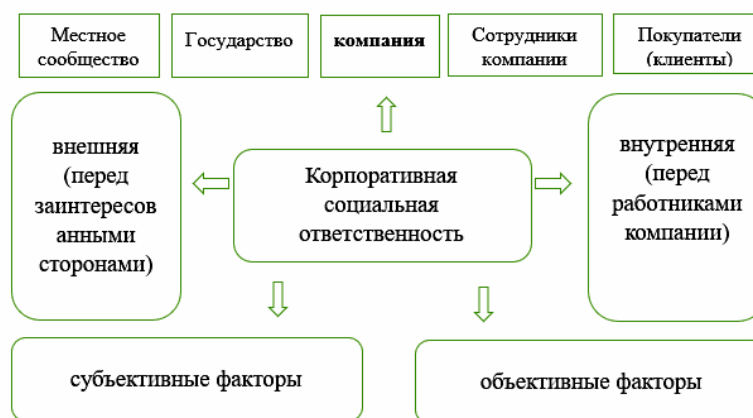 Местное
сообщество
Государство
компания
Сотрудники
компании
Покупатели
(клиенты)
внешняя
(перед
заинтересов
анными
сторонами)
Корпоративная
социальная
ответственность
внутренняя
(перед
работниками
компании)
субъективные факторы
объективные факторы